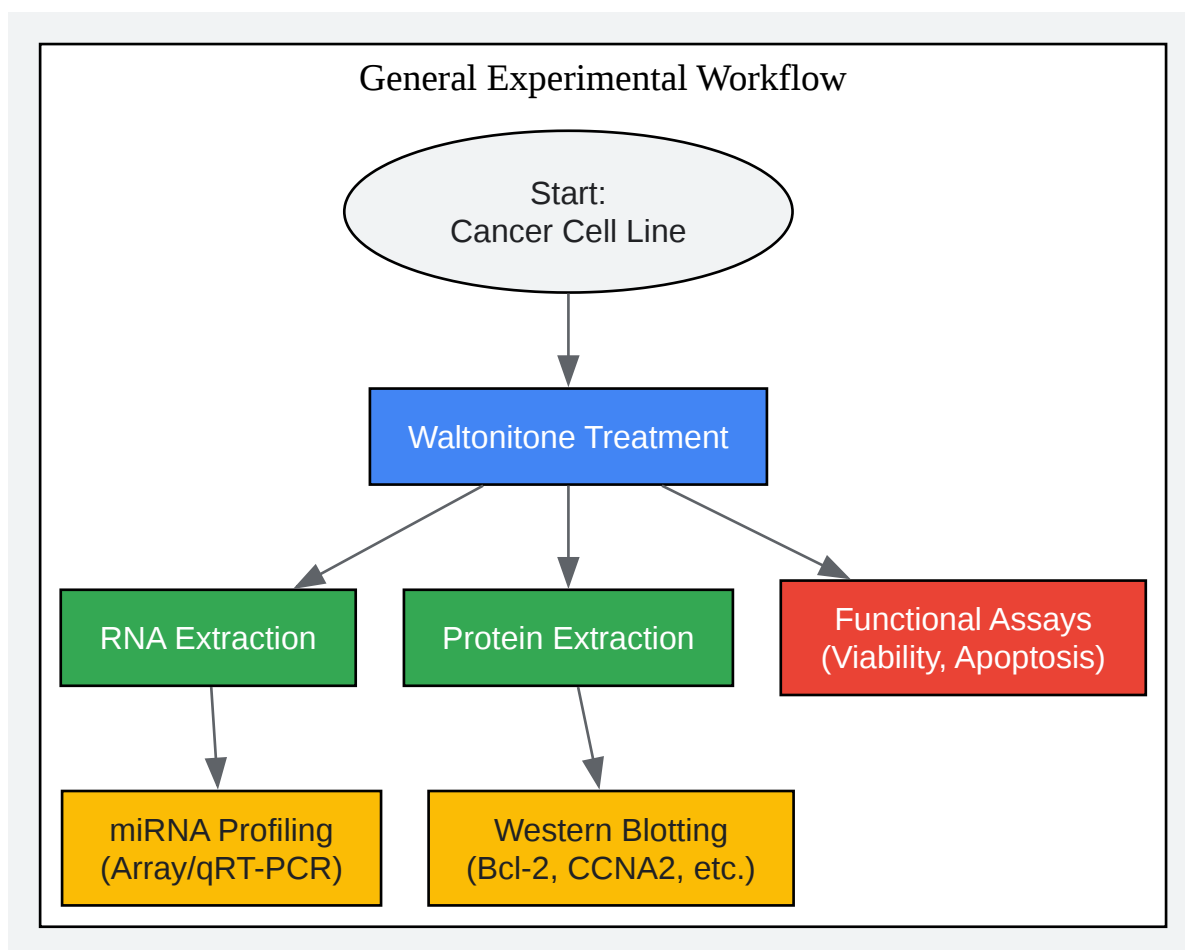 General Experimental Workflow
Start:
Cancer Cell Line
Waltonitone Treatment
RNA Extraction
Protein Extraction
Functional Assays
(Viability, Apoptosis)
miRNA Profiling
(Array/qRT-PCR)
Western Blotting
(Bcl-2, CCNA2, etc.)